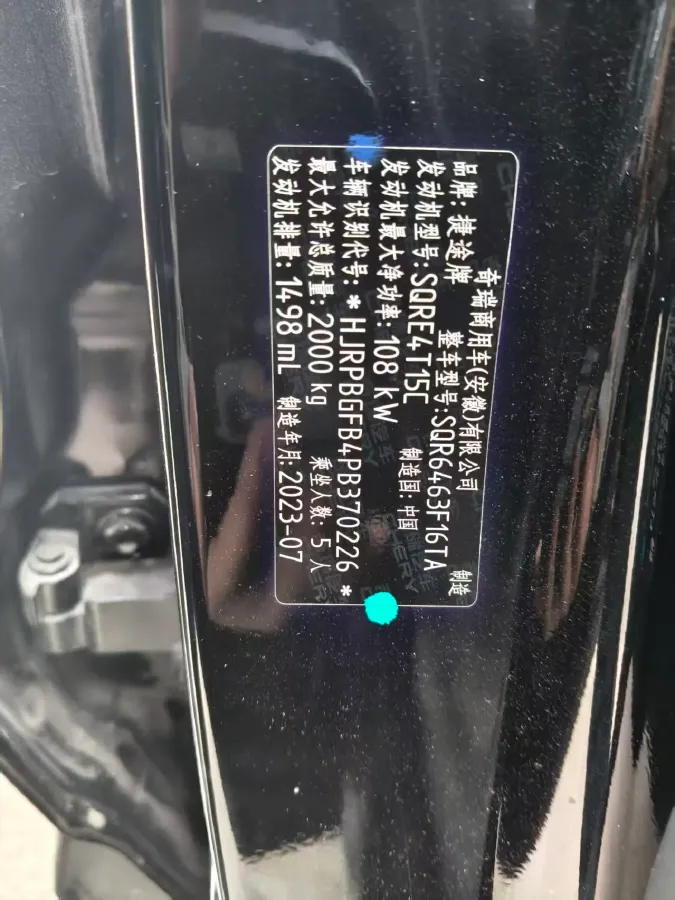 奇瑞商用车(安徽)有限公司 制造
品牌: 捷途牌 整车型号: SQR6463F16TA
发动机型号: SQRE4T15C 制造国: 中国
发动机最大净功率: 108 kW
车辆识别代号: *HJRPBGFB4PB370226*
最大允许总质量: 2000 kg 乘坐人数: 5人
发动机排量: 1498 mL 制造年月: 2023-07
CHERY